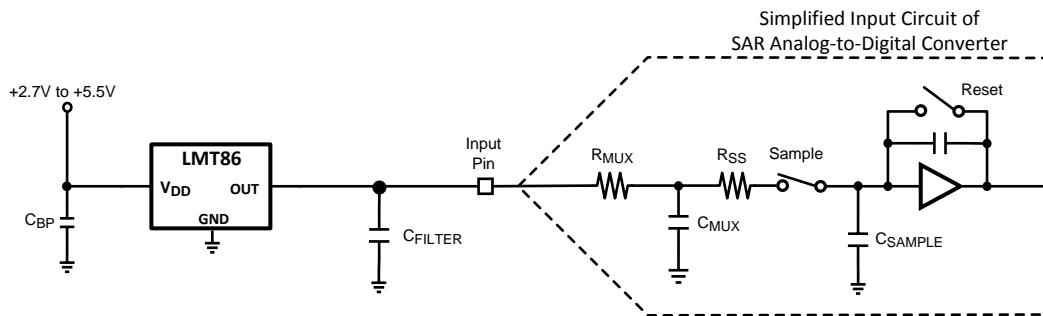 Simplified Input Circuit of
SAR Analog-to-Digital Converter
+2.7V to +5.5V
Reset
LMT86
Input
Pin
RMUX
RSS
Sample
VDD
OUT
GND
CBP
CFILTER
CMUX
CSAMPLE